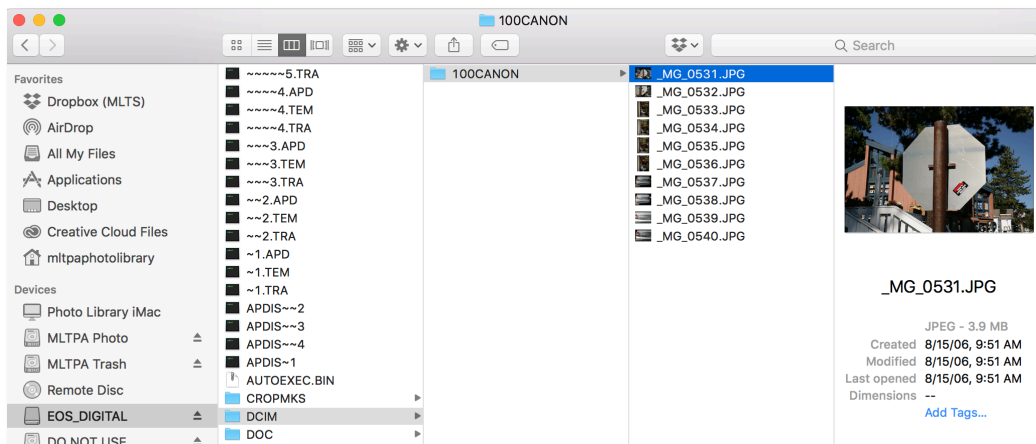 100CANON
Search
Favorites
Dropbox (MLTS)
AirDrop
All My Files
Applications
Desktop
Creative Cloud Files
mltpaphotolibrary
Devices
Photo Library iMac
MLTPA Photo
MLTPA Trash
Remote Disc
EOS_DIGITAL
DO NOT USE
~~~~~5.TRA
~~~~4.APD
~~~~4.TEM
~~~~4.TRA
~~~3.APD
~~~3.TEM
~~~3.TRA
~~2.APD
~~2.TEM
~~2.TRA
~1.APD
~1.TEM
~1.TRA
APDIS~~2
APDIS~~3
APDIS~~4
APDIS~1
AUTOEXEC.BIN
CROPMKS
DCIM
DOC
100CANON
_MG_0531.JPG
_MG_0532.JPG
_MG_0533.JPG
_MG_0534.JPG
_MG_0535.JPG
_MG_0536.JPG
_MG_0537.JPG
_MG_0538.JPG
_MG_0539.JPG
_MG_0540.JPG
_MG_0531.JPG
JPEG - 3.9 MB
Created 8/15/06, 9:51 AM
Modified 8/15/06, 9:51 AM
Last opened 8/15/06, 9:51 AM
Dimensions --
Add Tags...